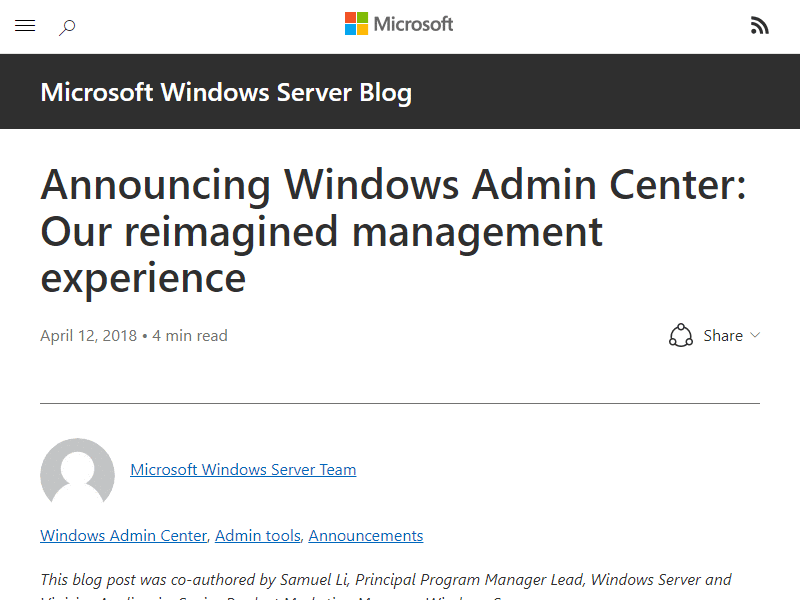 Microsoft
Microsoft Windows Server Blog
Announcing Windows Admin Center:
Our reimagined management
experience
April 12, 2018 • 4 min read
Share
Microsoft Windows Server Team
Windows Admin Center, Admin tools, Announcements
This blog post was co-authored by Samuel Li, Principal Program Manager Lead, Windows Server and